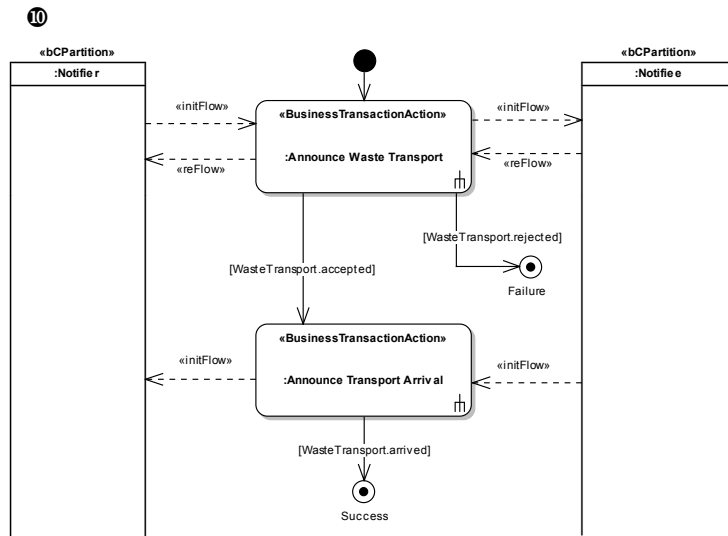 ❿
«bCPartition»
«bCPartition»
:Notifier
:Notifiee
«BusinessTransactionAction»
«initFlow»
«initFlow»
:Announce Waste Transport
«reFlow»
«reFlow»
[WasteTransport.rejected]
[WasteTransport.accepted]
Failure
«BusinessTransactionAction»
«initFlow»
«initFlow»
:Announce Transport Arrival
[WasteTransport.arrived]
Success